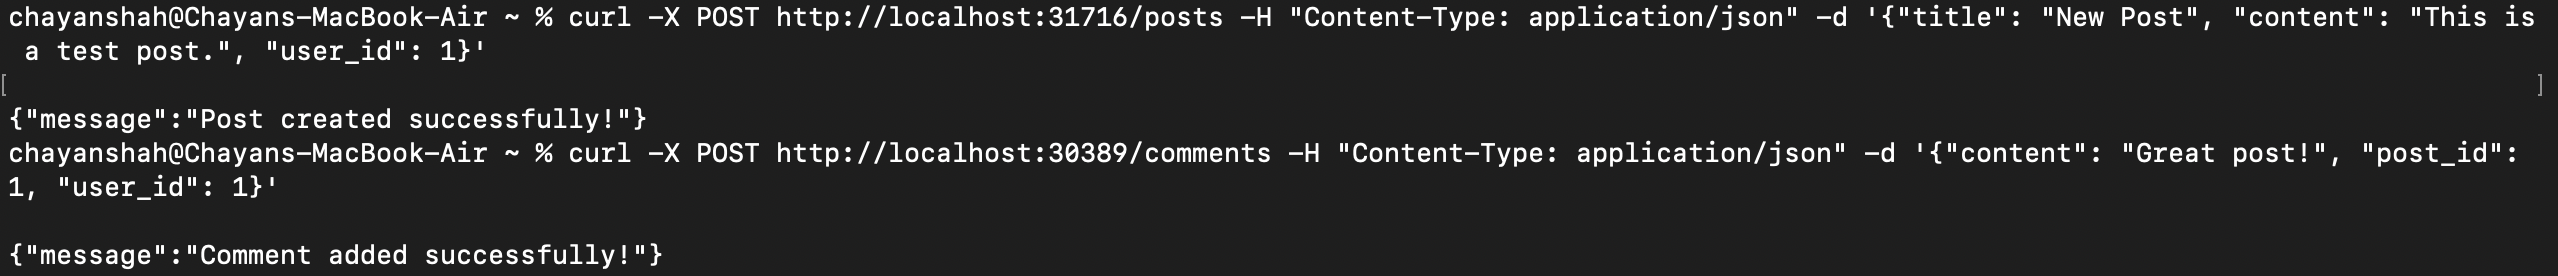 chayanshah@Chayans-MacBook-Air ~ % curl -X POST http://localhost:31716/posts -H "Content-Type: application/json" -d '{"title": "New Post", "content": "This is
 a test post.", "user_id": 1}'
[ ]
{"message":"Post created successfully!"}
chayanshah@Chayans-MacBook-Air ~ % curl -X POST http://localhost:30389/comments -H "Content-Type: application/json" -d '{"content": "Great post!", "post_id":
1, "user_id": 1}'
{"message":"Comment added successfully!"}